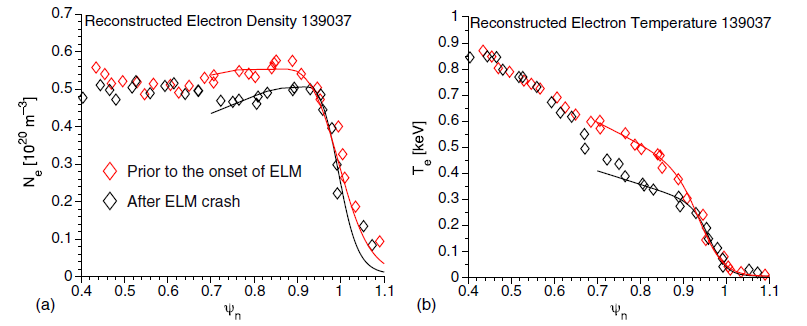 Reconstructed Electron Density 139037
0.7
0.6
0.5
0.4
0.3
0.2
0.1
0
Ne [10^20 m^-3]
Prior to the onset of ELM
After ELM crash
0.4 0.5 0.6 0.7 0.8 0.9 1 1.1
(a)
ψn
Reconstructed Electron Temperature 139037
1
0.9
0.8
0.7
0.6
0.5
0.4
0.3
0.2
0.1
0
Te [keV]
0.4 0.5 0.6 0.7 0.8 0.9 1 1.1
(b)
ψn